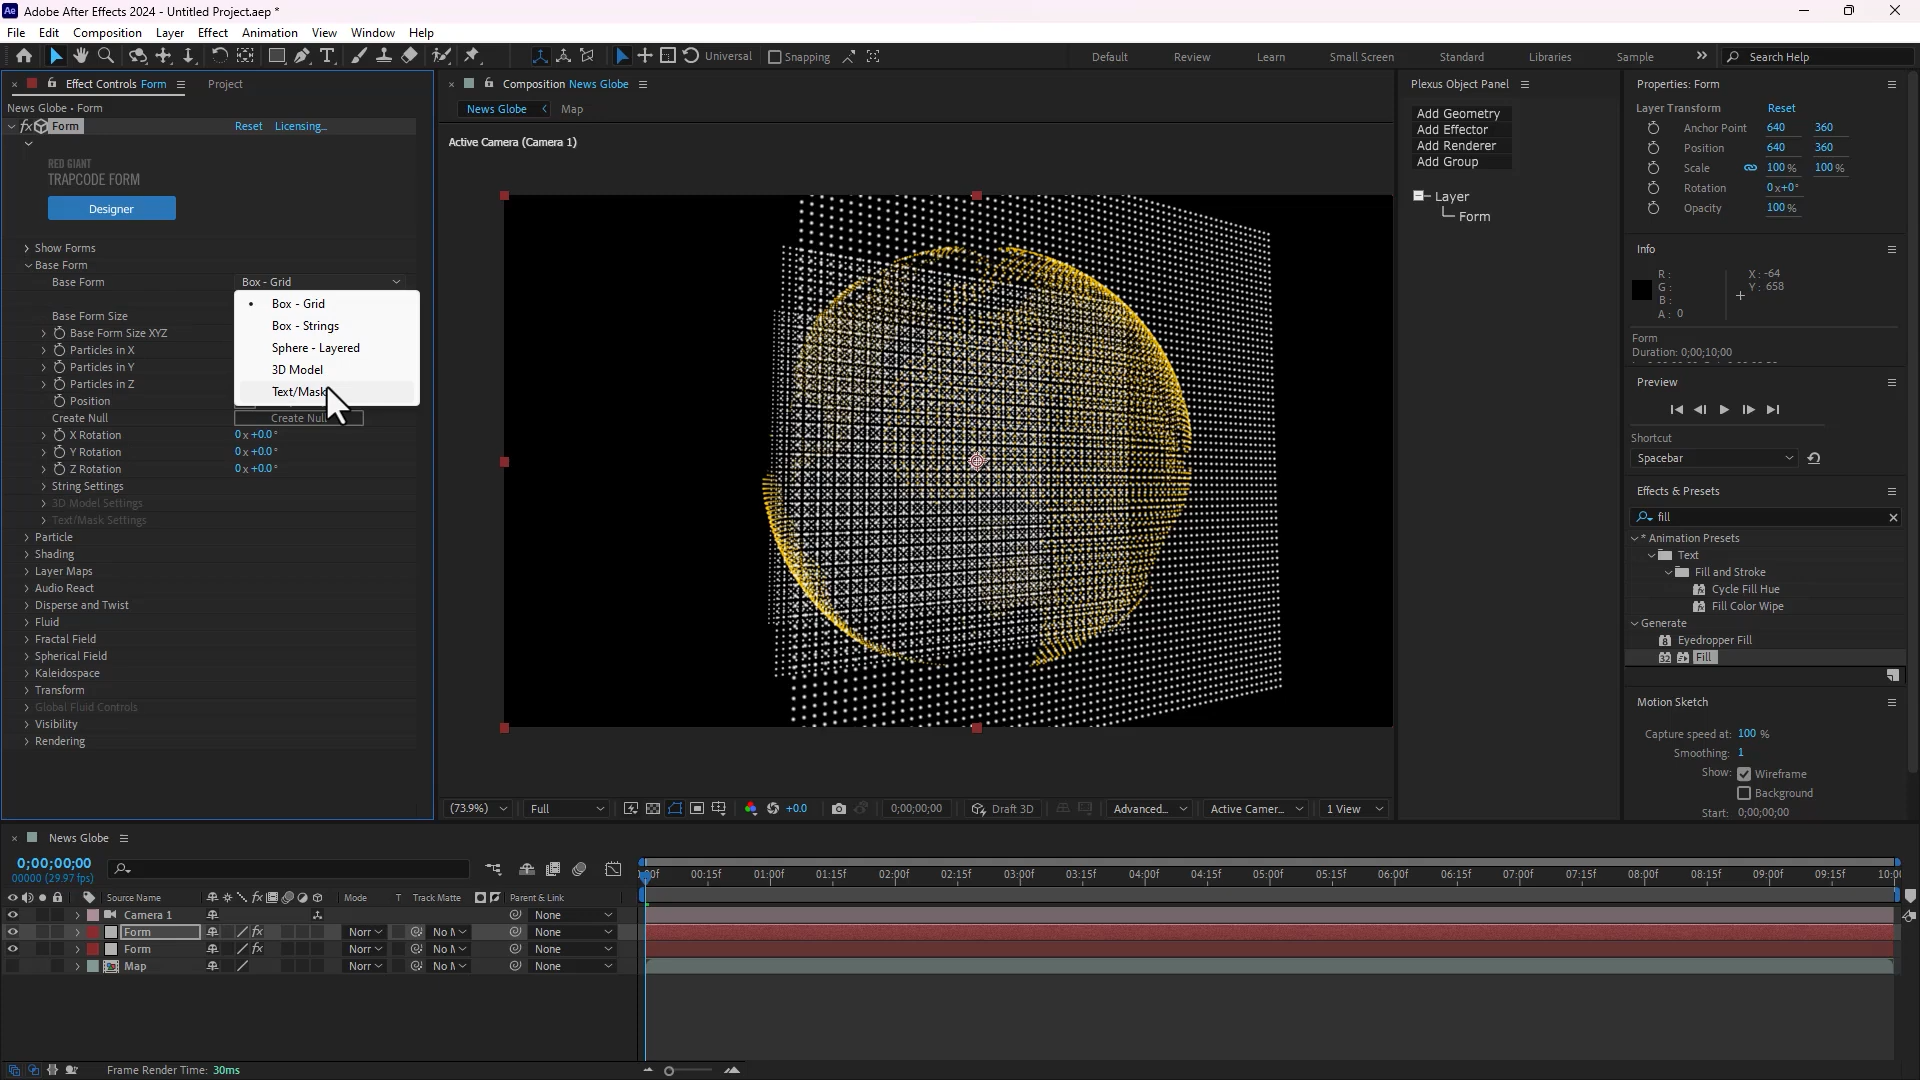 Adobe After Effects 2024 - Untitled Project.aep *
File Edit Composition Layer Effect Animation View Window Help
Universal Snapping Default Review Learn Small Screen Standard Libraries Sample Search Help
Effect Controls Form Project
News Globe • Form
fx Form Reset Licensing...
RED GIANT
TRAPCODE FORM
Designer
Show Forms
Base Form
Base Form Box - Grid
Box - Grid
Box - Strings
Sphere - Layered
3D Model
Text/Mask
Base Form Size
Base Form Size XYZ
Particles in X
Particles in Y
Particles in Z
Position
Create Null Create Null
X Rotation 0x+0.0°
Y Rotation 0x+0.0°
Z Rotation 0x+0.0°
String Settings
3D Model Settings
Text/Mask Settings
Particle
Shading
Layer Maps
Audio React
Disperse and Twist
Fluid
Fractal Field
Spherical Field
Kaleidospace
Transform
Global Fluid Controls
Visibility
Rendering
Composition News Globe
News Globe Map
Active Camera (Camera 1)
(73.9%) Full +0.0 0;00;00;00 Draft 3D Advanced... Active Camer... 1 View
Plexus Object Panel
Add Geometry
Add Effector
Add Renderer
Add Group
Layer
Form
Properties: Form
Layer Transform Reset
Anchor Point 640 360
Position 640 360
Scale 100% 100%
Rotation 0x+0°
Opacity 100%
Info
R: X: -64
G: Y: 658
B:
A: 0
Form
Duration: 0;00;10;00
Preview
Shortcut
Spacebar
Effects & Presets
fill
* Animation Presets
Text
Fill and Stroke
Cycle Fill Hue
Fill Color Wipe
Generate
Eyedropper Fill
Fill
Motion Sketch
Capture speed at: 100 %
Smoothing: 1
Show: Wireframe
Background
Start: 0;00;00;00
News Globe
0;00;00;00
00000 (29.97 fps)
Source Name fx Mode T Track Matte Parent & Link
Camera 1 None
Form fx Norr No M None
Form fx Norr No M None
Map Norr No M None
00f 00:15f 01:00f 01:15f 02:00f 02:15f 03:00f 03:15f 04:00f 04:15f 05:00f 05:15f 06:00f 06:15f 07:00f 07:15f 08:00f 08:15f 09:00f 09:15f 10:0
Frame Render Time: 30ms